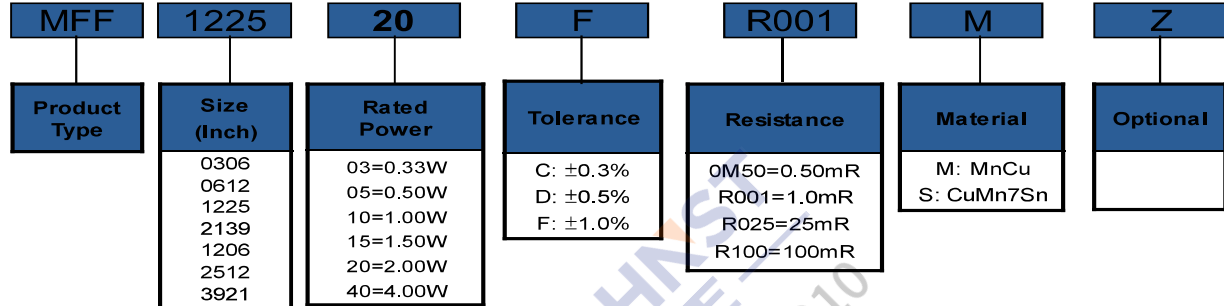 MFF 1225 20 F R001 M Z
Product Type
Size (Inch)
Rated Power
Tolerance
Resistance
Material
Optional
0306
0612
1225
2139
1206
2512
3921
03=0.33W
05=0.50W
10=1.00W
15=1.50W
20=2.00W
40=4.00W
C: ±0.3%
D: ±0.5%
F: ±1.0%
0M50=0.50mR
R001=1.0mR
R025=25mR
R100=100mR
M: MnCu
S: CuMn7Sn